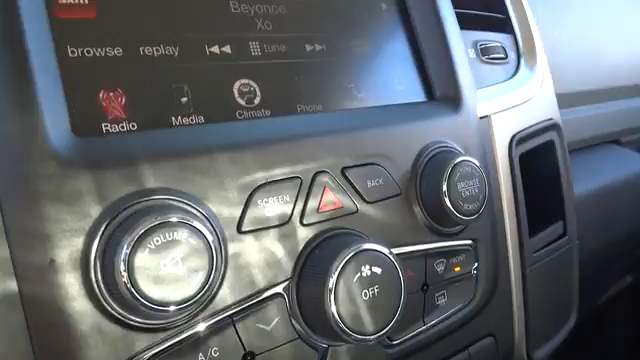 Beyonce
Xo
browse replay tune
Radio Media Climate Phone
SCREEN
BACK
BROWSE
ENTER
VOLUME
FRONT
OFF
A/C